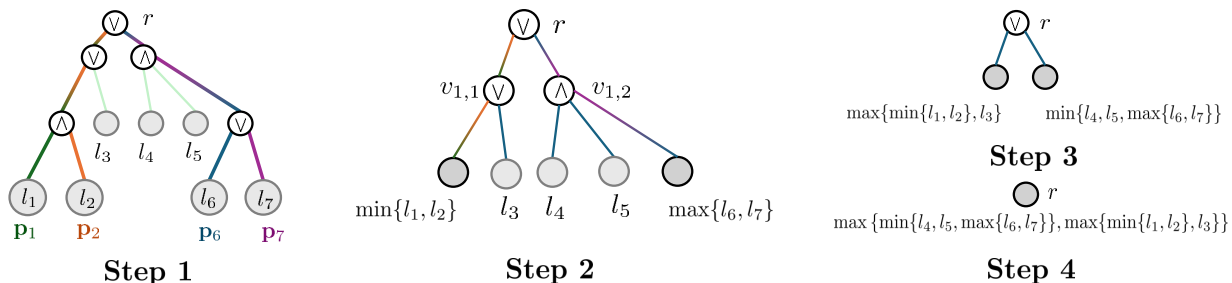 ∨ r
∨ ∧
∧ l₃ l₄ l₅ ∨
l₁ l₂ l₆ l₇
p₁ p₂ p₆ p₇
Step 1
∨ r
v₁,₁ ∨ ∧ v₁,₂
min{l₁, l₂} l₃ l₄ l₅ max{l₆, l₇}
Step 2
∨ r
max{min{l₁, l₂}, l₃} min{l₄, l₅, max{l₆, l₇}}
Step 3
r
max {min{l₄, l₅, max{l₆, l₇}}, max{min{l₁, l₂}, l₃}}
Step 4